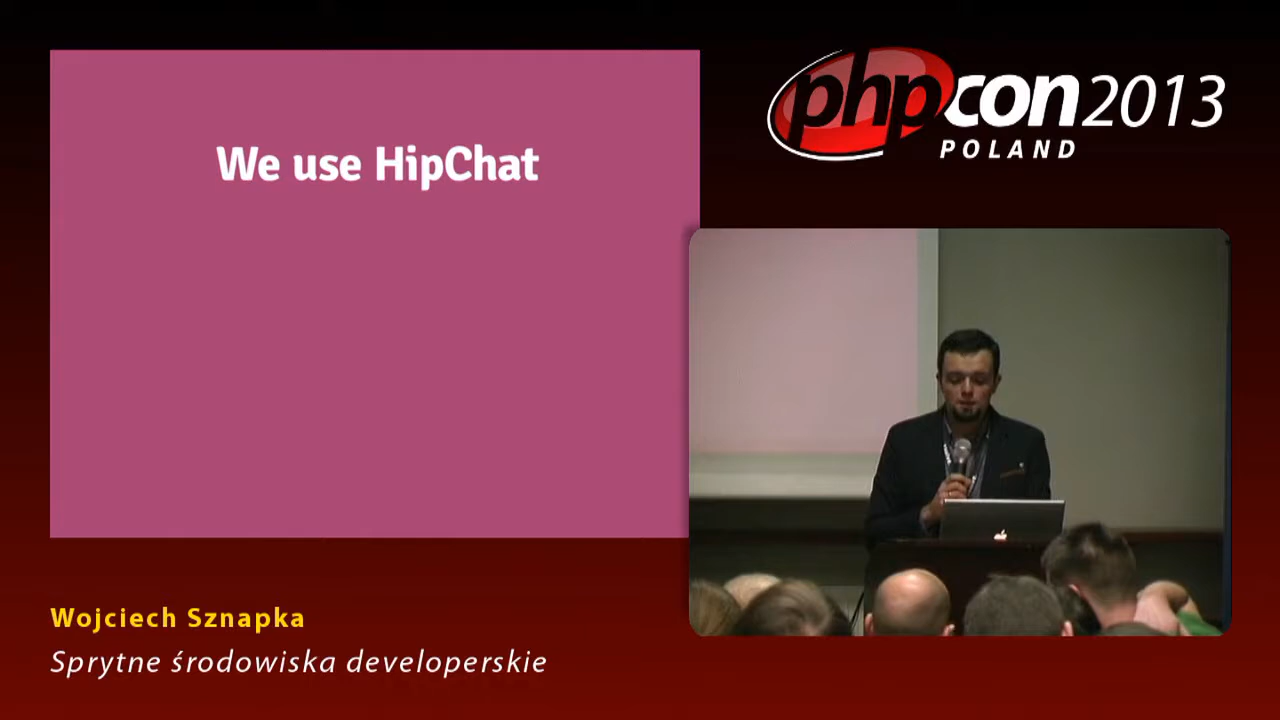 We use HipChat
phpcon2013
POLAND
Wojciech Sznapka
Sprytne środowiska developerskie